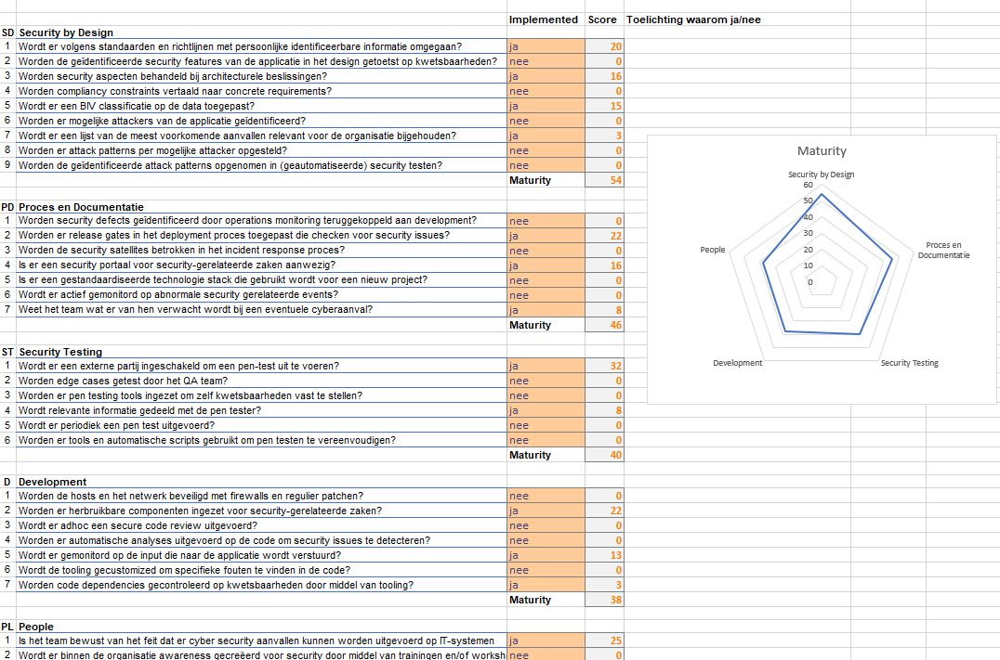 Implemented Score Toelichting waarom ja/nee
SD Security by Design
1 Wordt er volgens standaarden en richtlijnen met persoonlijke identificeerbare informatie omgegaan? ja 20
2 Worden de geïdentificeerde security features van de applicatie in het design getoetst op kwetsbaarheden? nee 0
3 Worden security aspecten behandeld bij architecturele beslissingen? ja 16
4 Worden compliancy constraints vertaald naar concrete requirements? nee 0
5 Wordt er een BIV classificatie op de data toegepast? ja 15
6 Worden er mogelijke attackers van de applicatie geïdentificeerd? nee 0
7 Wordt er een lijst van de meest voorkomende aanvallen relevant voor de organisatie bijgehouden? ja 3
8 Worden er attack patterns per mogelijke attacker opgesteld? nee 0
9 Worden de geïdentificeerde attack patterns opgenomen in (geautomatiseerde) security testen? nee 0
Maturity 54
PD Proces en Documentatie
1 Worden security defects geïdentificeerd door operations monitoring teruggekoppeld aan development? nee 0
2 Worden er release gates in het deployment proces toegepast die checken voor security issues? ja 22
3 Worden de security satellites betrokken in het incident response proces? nee 0
4 Is er een security portaal voor security-gerelateerde zaken aanwezig? ja 16
5 Is er een gestandaardiseerde technologie stack die gebruikt wordt voor een nieuw project? nee 0
6 Wordt er actief gemonitord op abnormale security gerelateerde events? nee 0
7 Weet het team wat er van hen verwacht wordt bij een eventuele cyberaanval? ja 8
Maturity 46
ST Security Testing
1 Wordt er een externe partij ingeschakeld om een pen-test uit te voeren? ja 32
2 Worden edge cases getest door het QA team? nee 0
3 Worden er pen testing tools ingezet om zelf kwetsbaarheden vast te stellen? nee 0
4 Wordt relevante informatie gedeeld met de pen tester? ja 8
5 Wordt er periodiek een pen test uitgevoerd? nee 0
6 Worden er tools en automatische scripts gebruikt om pen testen te vereenvoudigen? nee 0
Maturity 40
D Development
1 Worden de hosts en het netwerk beveiligd met firewalls en regulier patchen? nee 0
2 Worden er herbruikbare componenten ingezet voor security-gerelateerde zaken? ja 22
3 Wordt er adhoc een secure code review uitgevoerd? nee 0
4 Worden er automatische analyses uitgevoerd op de code om security issues te detecteren? nee 0
5 Wordt er gemonitord op de input die naar de applicatie wordt verstuurd? ja 13
6 Wordt de tooling gecustomized om specifieke fouten te vinden in de code? nee 0
7 Worden code dependencies gecontroleerd op kwetsbaarheden door middel van tooling? ja 3
Maturity 38
PL People
1 Is het team bewust van het feit dat er cyber security aanvallen kunnen worden uitgevoerd op IT-systemen ja 25
2 Wordt er binnen de organisatie awareness gecreëerd voor security door middel van trainingen en/of worksh nee 0
Maturity
Security by Design
60
50
40
30
20
10
0
People
Proces en
Documentatie
Development
Security Testing